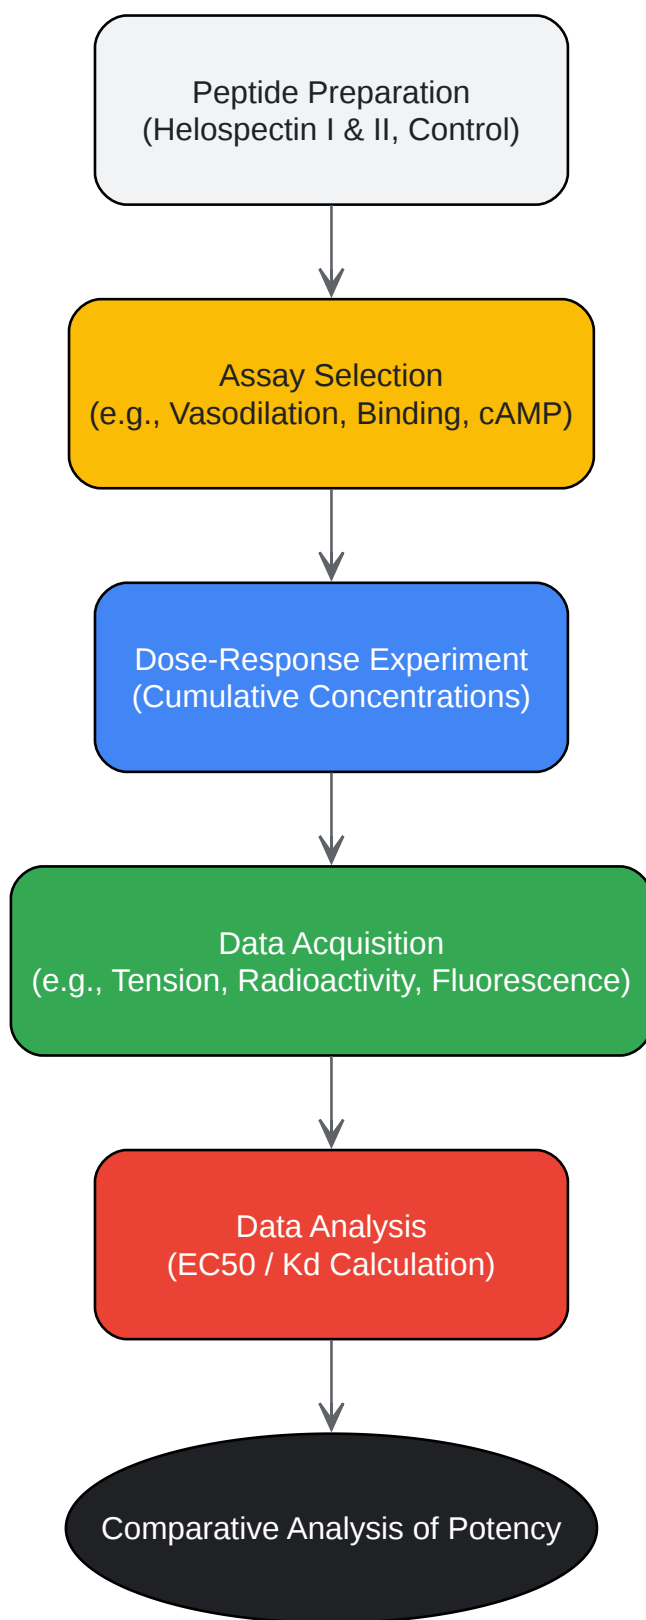 Peptide Preparation
(Helospectin I & II, Control)
Assay Selection
(e.g., Vasodilation, Binding, cAMP)
Dose-Response Experiment
(Cumulative Concentrations)
Data Acquisition
(e.g., Tension, Radioactivity, Fluorescence)
Data Analysis
(EC50 / Kd Calculation)
Comparative Analysis of Potency